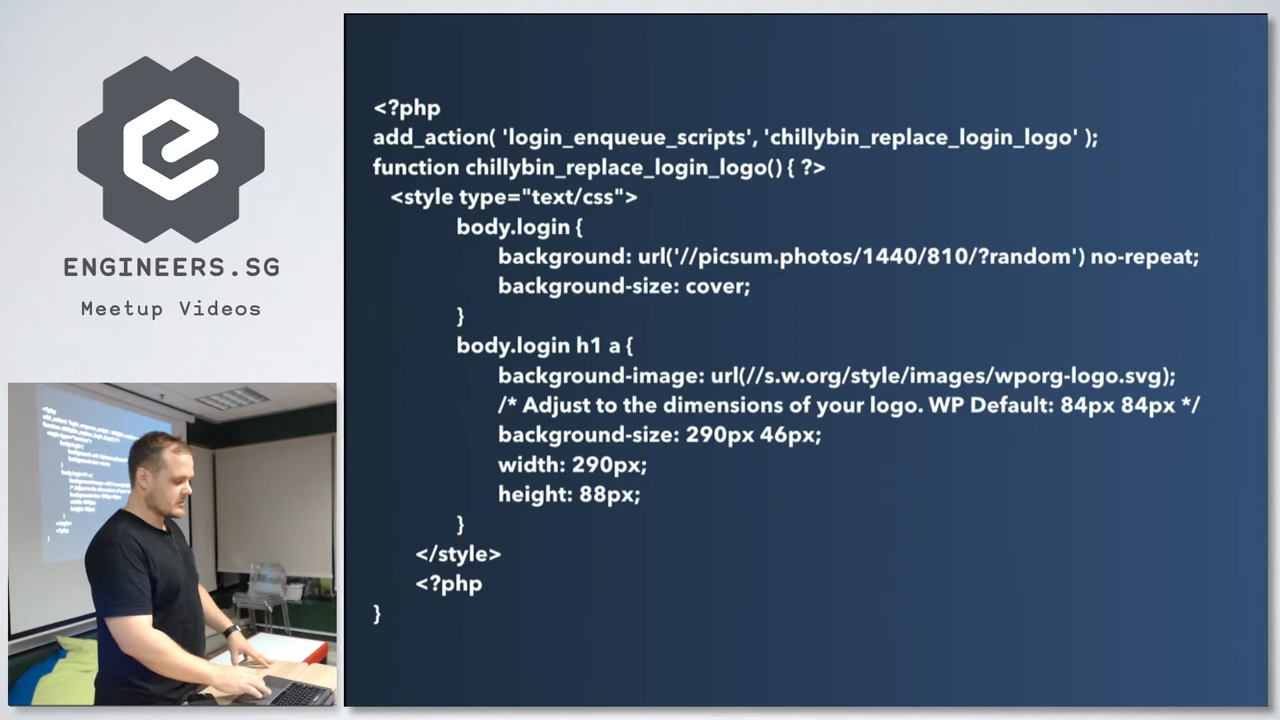 ENGINEERS.SG
Meetup Videos
<?php
add_action( 'login_enqueue_scripts', 'chillybin_replace_login_logo' );
function chillybin_replace_login_logo() { ?>
<style type="text/css">
body.login {
background: url('//picsum.photos/1440/810/?random') no-repeat;
background-size: cover;
}
body.login h1 a {
background-image: url(//s.w.org/style/images/wporg-logo.svg);
/* Adjust to the dimensions of your logo. WP Default: 84px 84px */
background-size: 290px 46px;
width: 290px;
height: 88px;
}
</style>
<?php
}